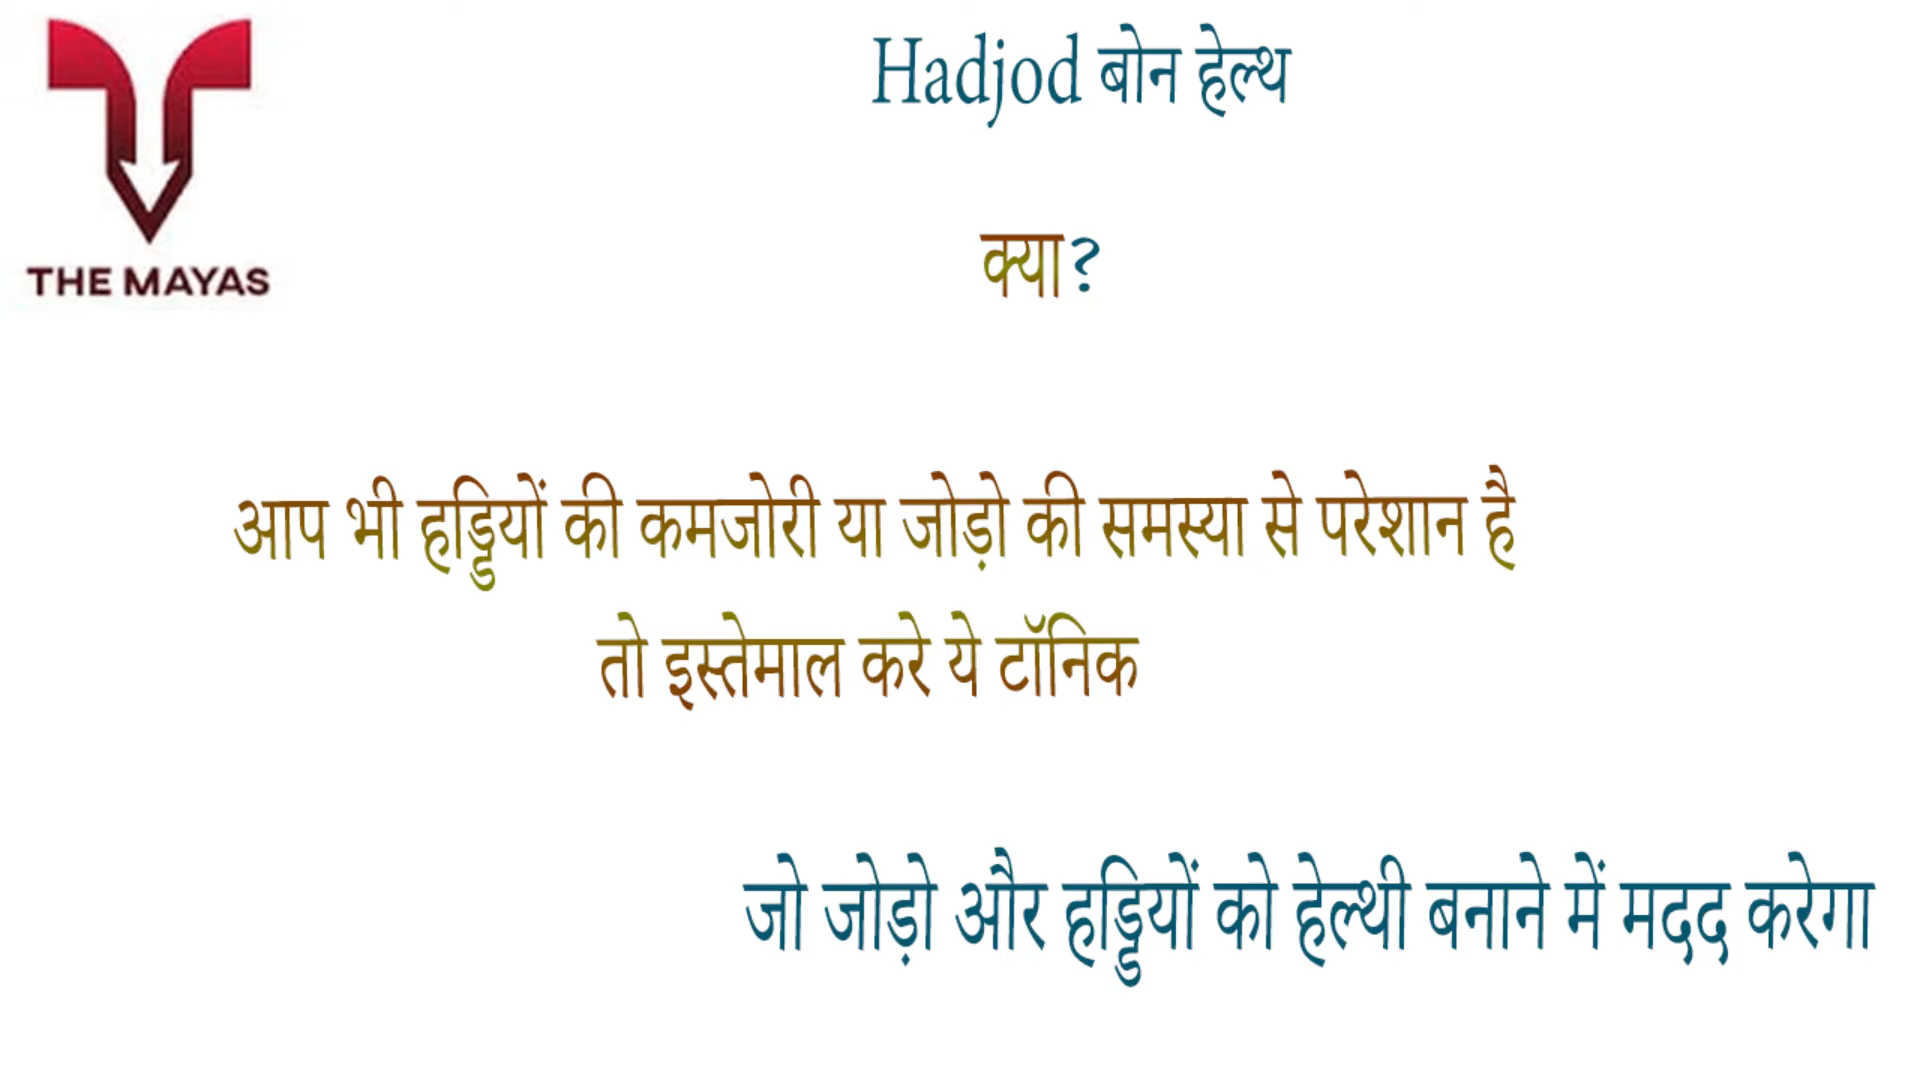 THE MAYAS
Hadjod बोन हेल्थ
क्या?
आप भी हड्डियों की कमजोरी या जोड़ो की समस्या से परेशान है
तो इस्तेमाल करे ये टॉनिक
जो जोड़ो और हड्डियों को हेल्थी बनाने में मदद करेगा